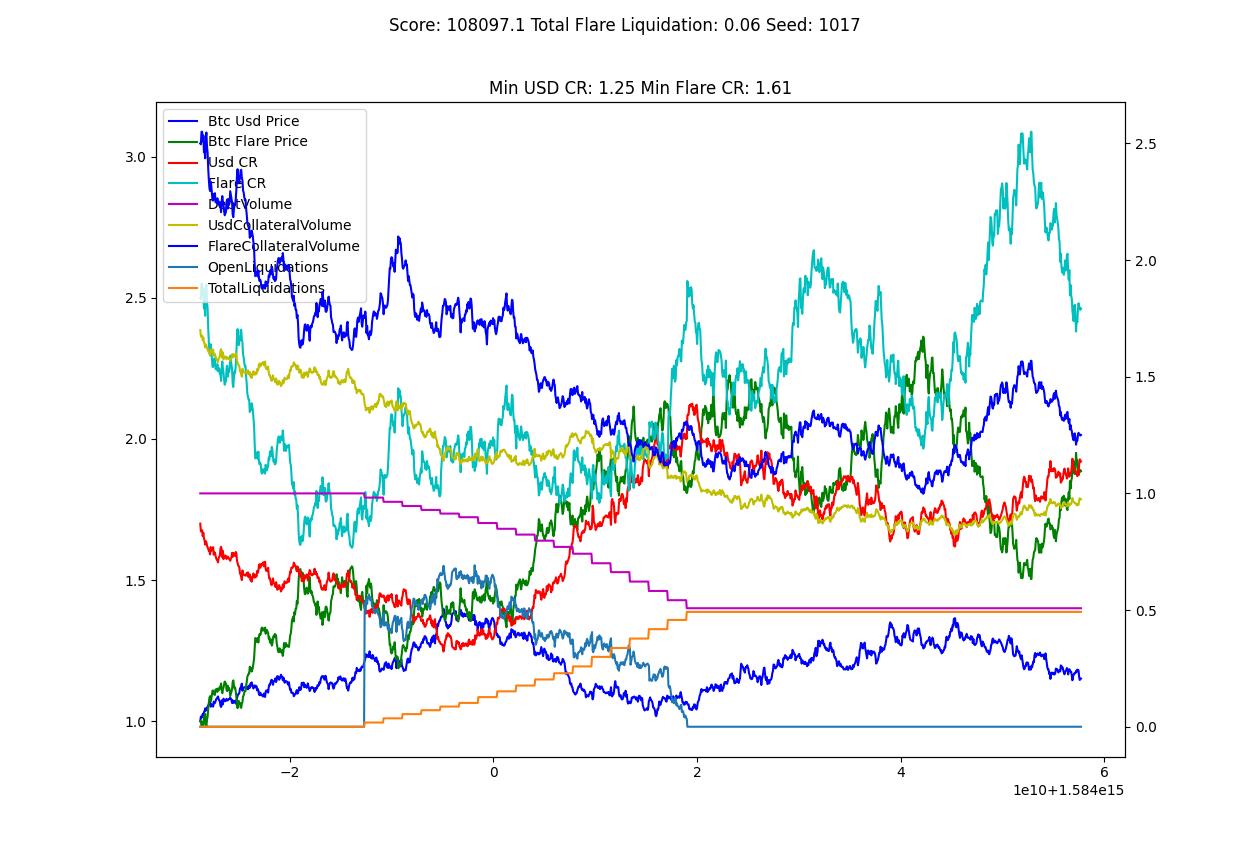 Score: 108097.1 Total Flare Liquidation: 0.06 Seed: 1017
Min USD CR: 1.25 Min Flare CR: 1.61
Btc Usd Price
Btc Flare Price
Usd CR
Flare CR
DebtVolume
UsdCollateralVolume
FlareCollateralVolume
OpenLiquidations
TotalLiquidations
3.0
2.5
2.0
1.5
1.0
2.5
2.0
1.5
1.0
0.5
0.0
−2
0
2
4
6
1e10+1.584e15